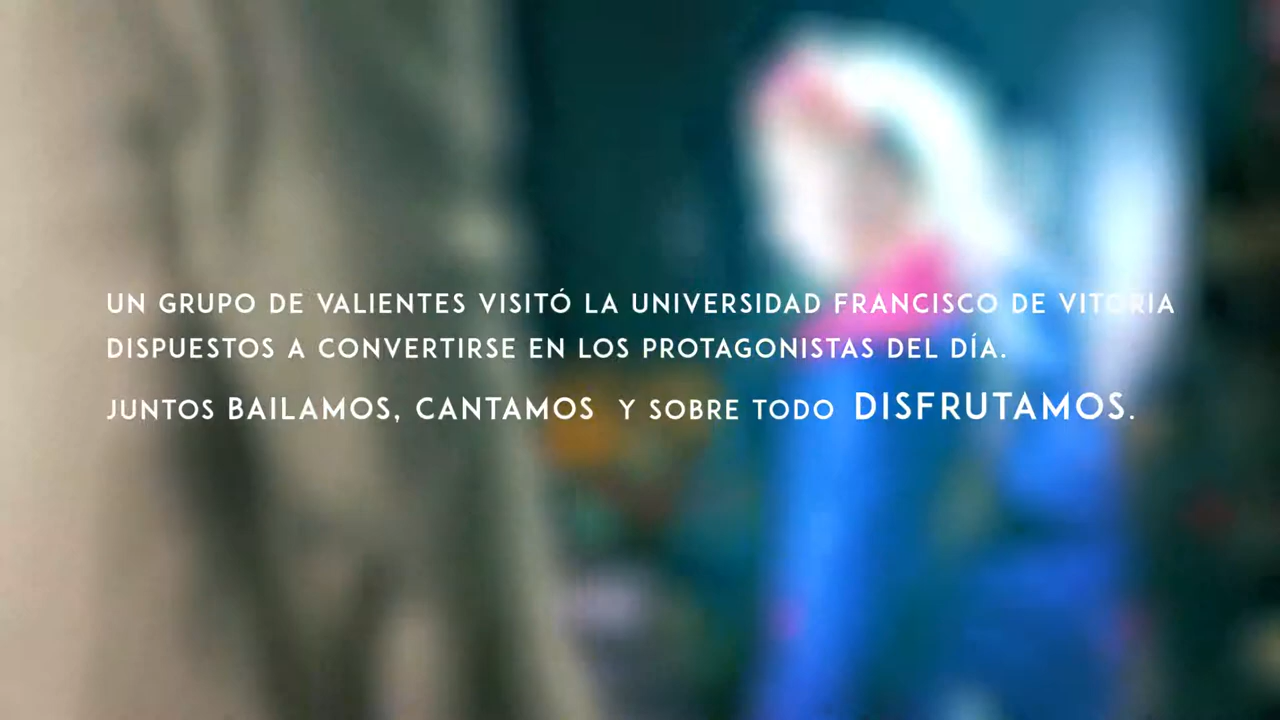 UN GRUPO DE VALIENTES VISITÓ LA UNIVERSIDAD FRANCISCO DE VITORIA
DISPUESTOS A CONVERTIRSE EN LOS PROTAGONISTAS DEL DÍA.
JUNTOS BAILAMOS, CANTAMOS Y SOBRE TODO DISFRUTAMOS.